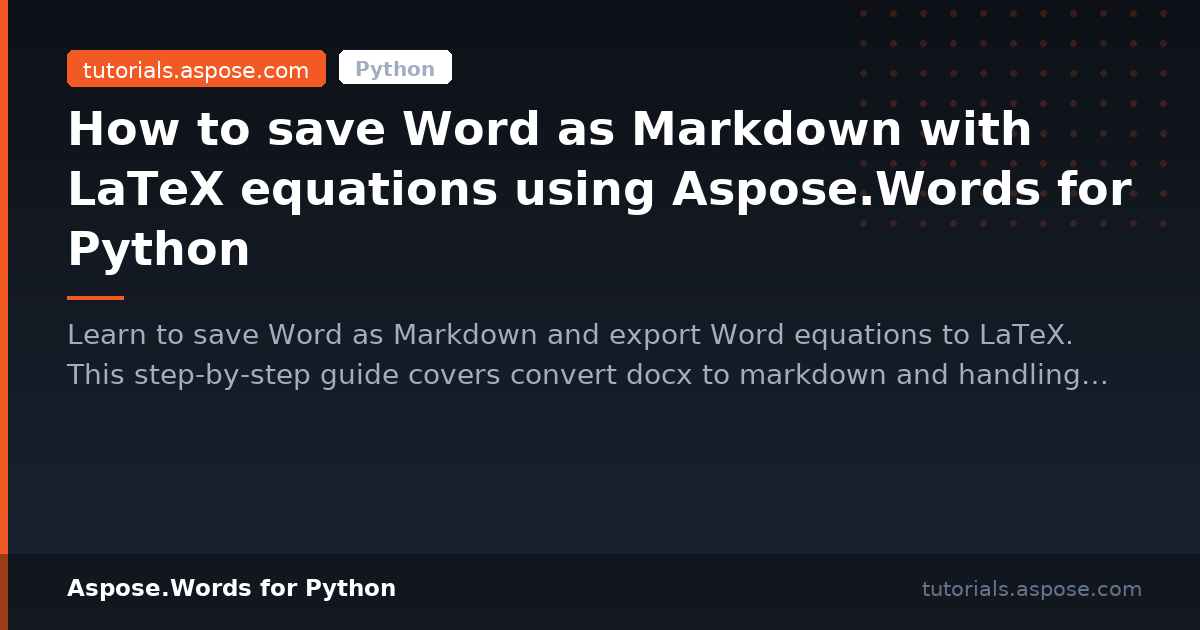 tutorials.aspose.com
Python
How to save Word as Markdown with
LaTeX equations using Aspose.Words for
Python
Learn to save Word as Markdown and export Word equations to LaTeX.
This step-by-step guide covers convert docx to markdown and handling…
Aspose.Words for Python
tutorials.aspose.com